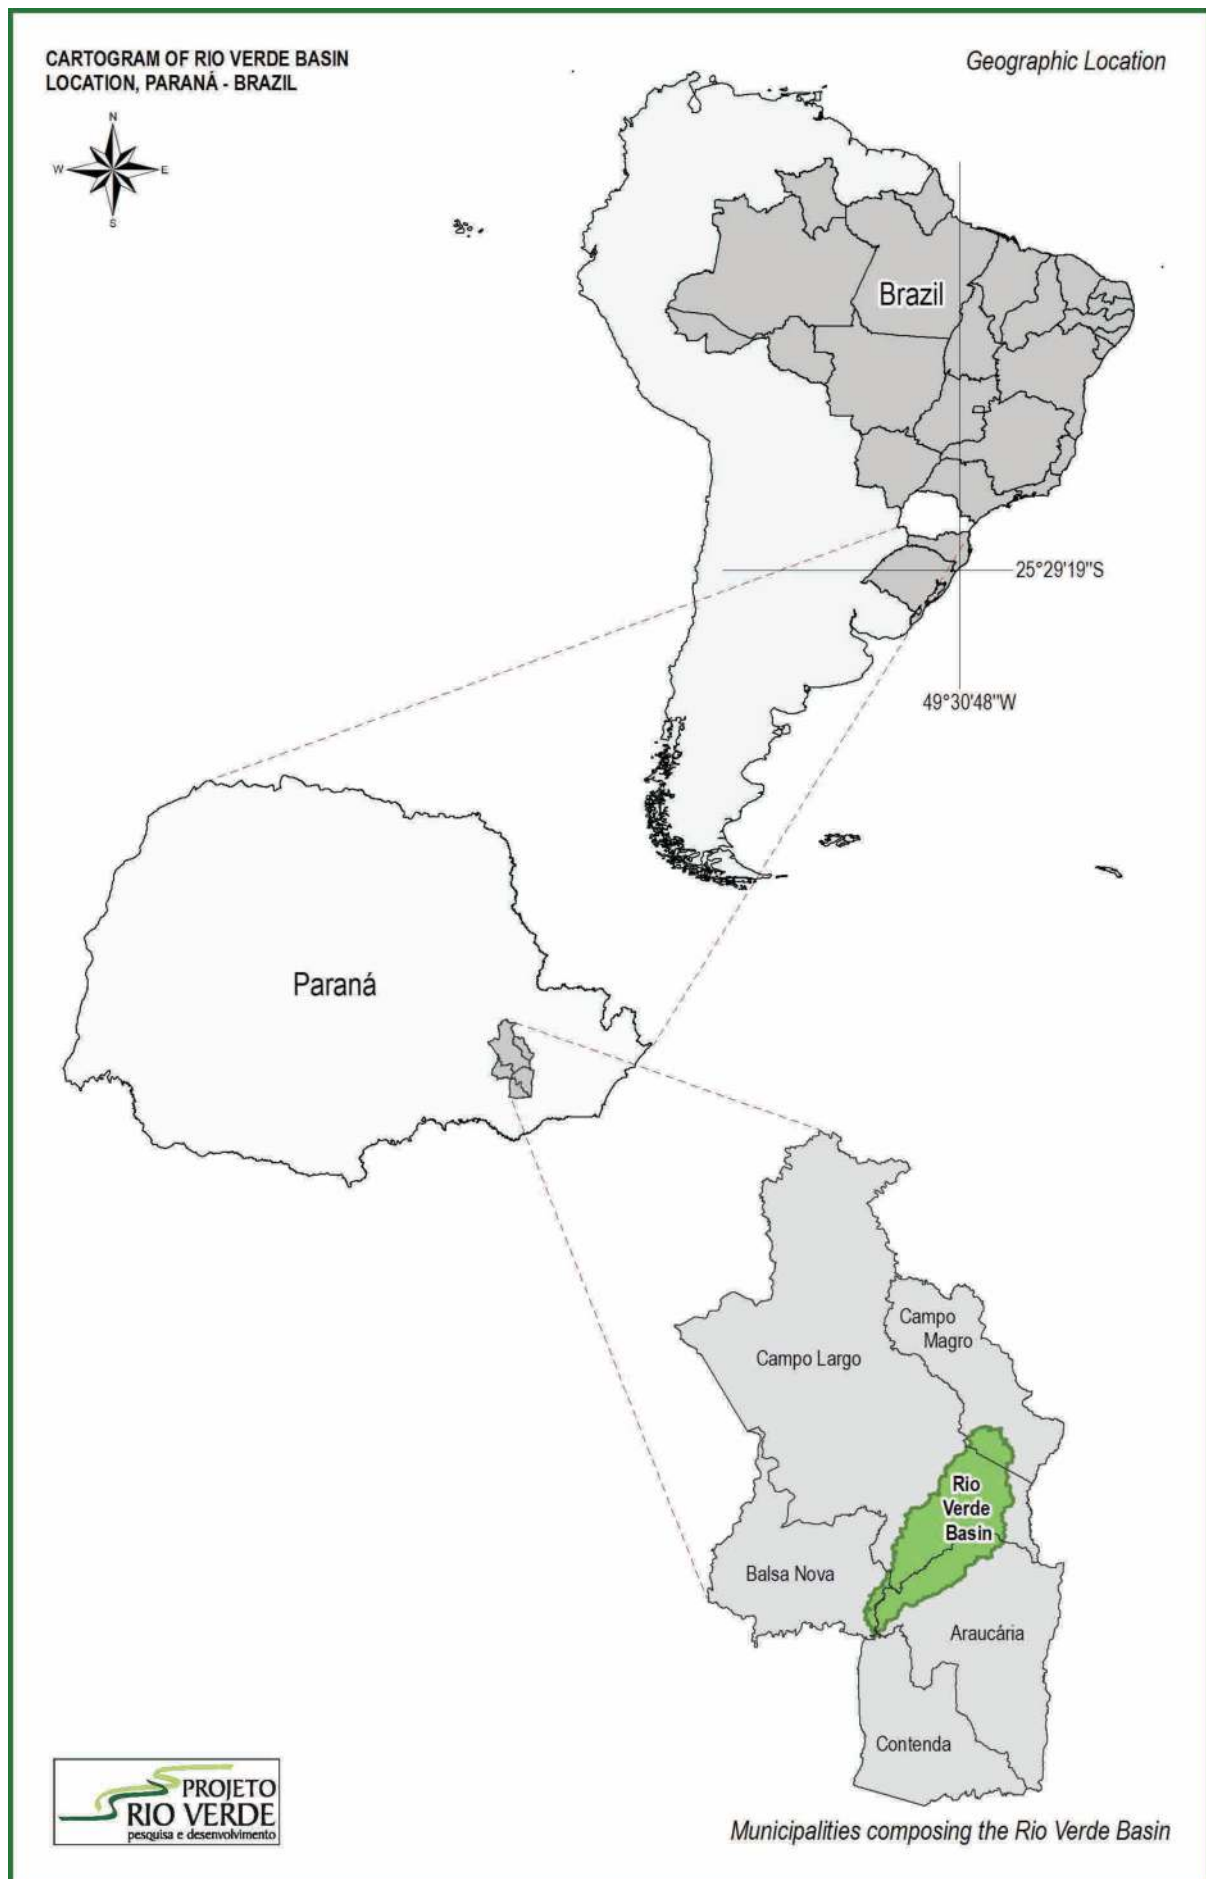 CARTOGRAM OF RIO VERDE BASIN
LOCATION, PARANÁ - BRAZIL
Geographic Location
N
W
E
S
Brazil
25°29'19"S
49°30'48"W
Paraná
Campo
Magro
Campo Largo
Rio
Verde
Basin
Balsa Nova
Araucária
Contenda
PROJETO
RIO VERDE
pesquisa e desenvolvimento
Municipalities composing the Rio Verde Basin